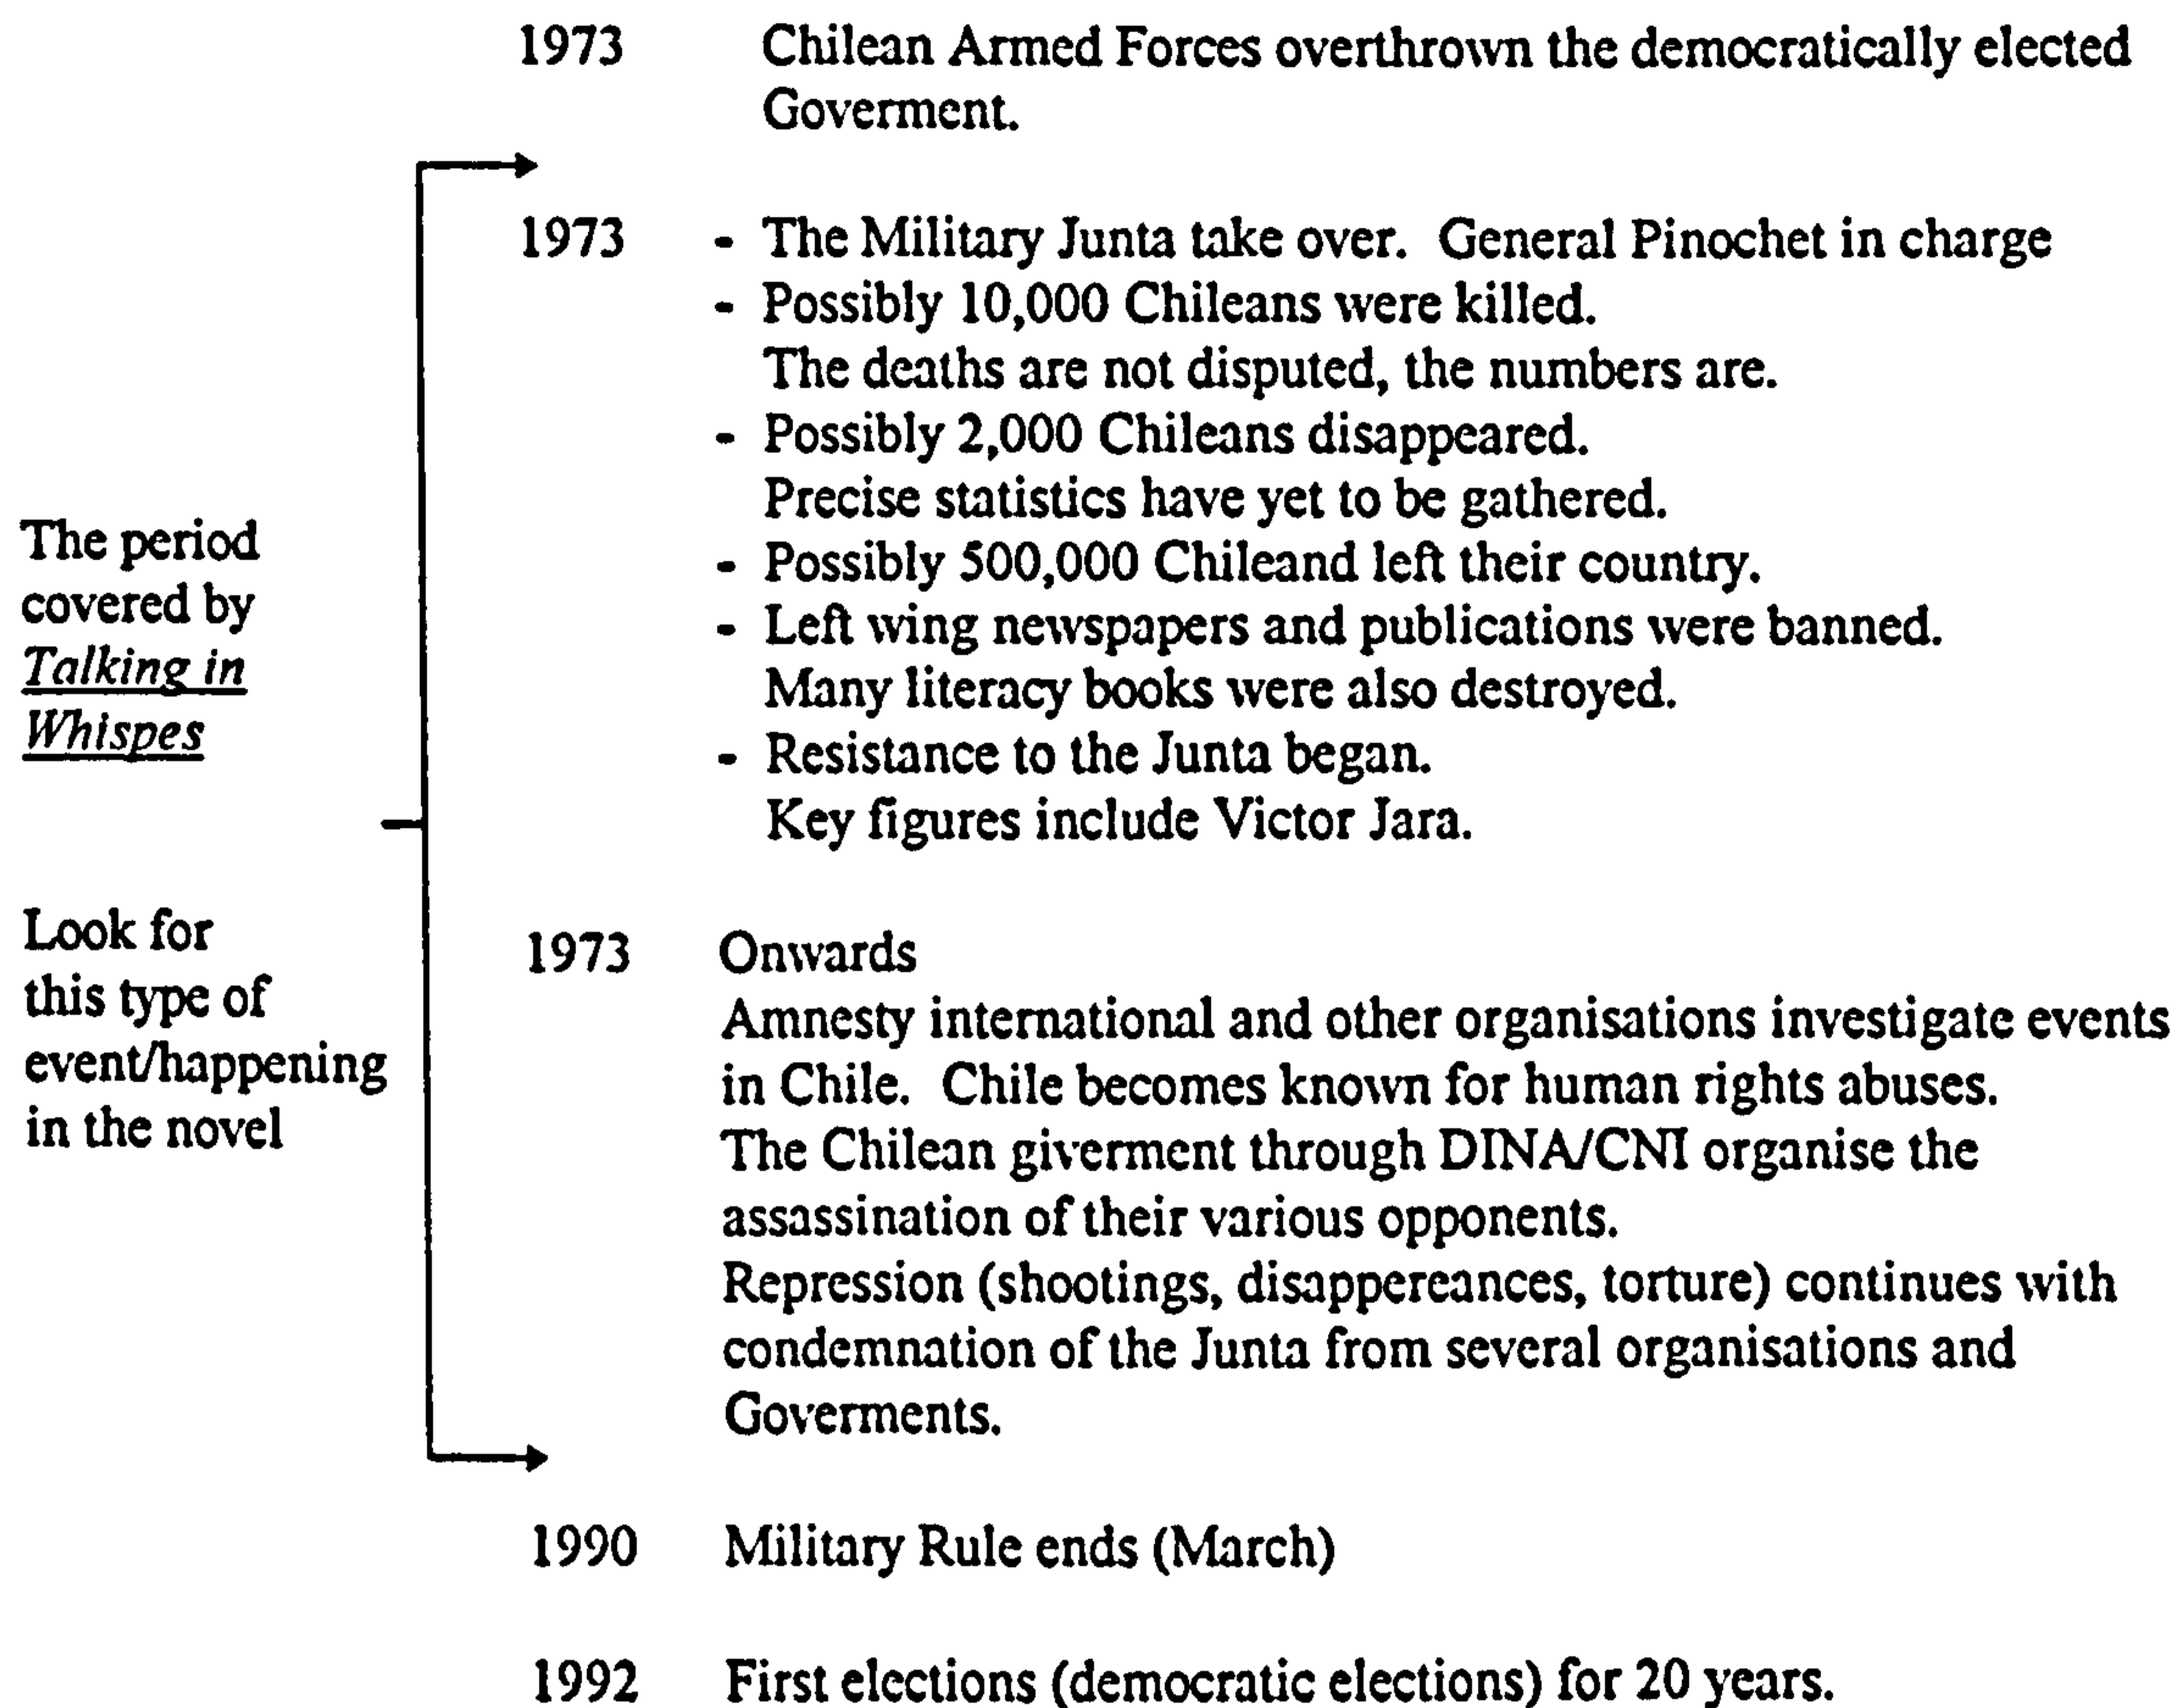 1973 Chilean Armed Forces overthrown the democratically elected
Goverment.
1973 - The Military Junta take over. General Pinochet in charge
- Possibly 10,000 Chileans were killed.
The deaths are not disputed, the numbers are.
- Possibly 2,000 Chileans disappeared.
Precise statistics have yet to be gathered.
- Possibly 500,000 Chileand left their country.
- Left wing newspapers and publications were banned.
Many literacy books were also destroyed.
- Resistance to the Junta began.
Key figures include Victor Jara.
The period
covered by
Talking in
Whispes
Look for
this type of
event/happening
in the novel
1973 Onwards
Amnesty international and other organisations investigate events
in Chile. Chile becomes known for human rights abuses.
The Chilean giverment through DINA/CNI organise the
assassination of their various opponents.
Repression (shootings, disappereances, torture) continues with
condemnation of the Junta from several organisations and
Goverments.
1990 Military Rule ends (March)
1992 First elections (democratic elections) for 20 years.